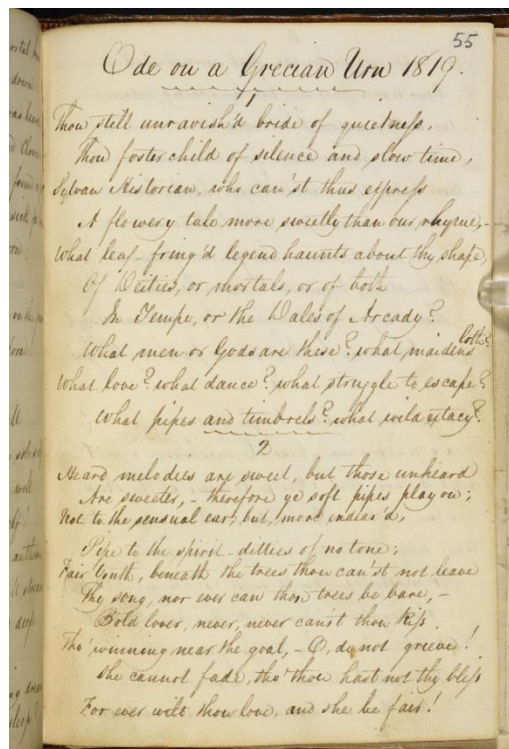 55
Ode on a Grecian Urn 1819.
1
Thou still unravish'd bride of quietness,
Thou foster child of silence and slow time,
Sylvan Historian, who can'st thus express
A flowery tale more sweetly than our rhyme,-
What leaf-fring'd legend haunts about thy shape,
Of Deities, or mortals, or of both
In Tempe, or the Dales of Arcady?
What men or Gods are these? what maidens loth?
What love? what dance? what struggle to escape?
What pipes and timbrels? what wild extacy?
2
Heard melodies are sweet, but those unheard
Are sweeter, - therefore ye soft pipes play on;
Not to the sensual ear, but, more indear'd,
Pipe to the spirit-ditties of no tone;
Fair Youth, beneath the trees thou can'st not leave
Thy song, nor ever can those trees be bare, -
Bold lover, never, never can'st thou kiss.
Tho' winning near the goal, - O, do not grieve!
She cannot fade, tho' thou hast not thy bliss
For ever wilt thou love, and she be fair!